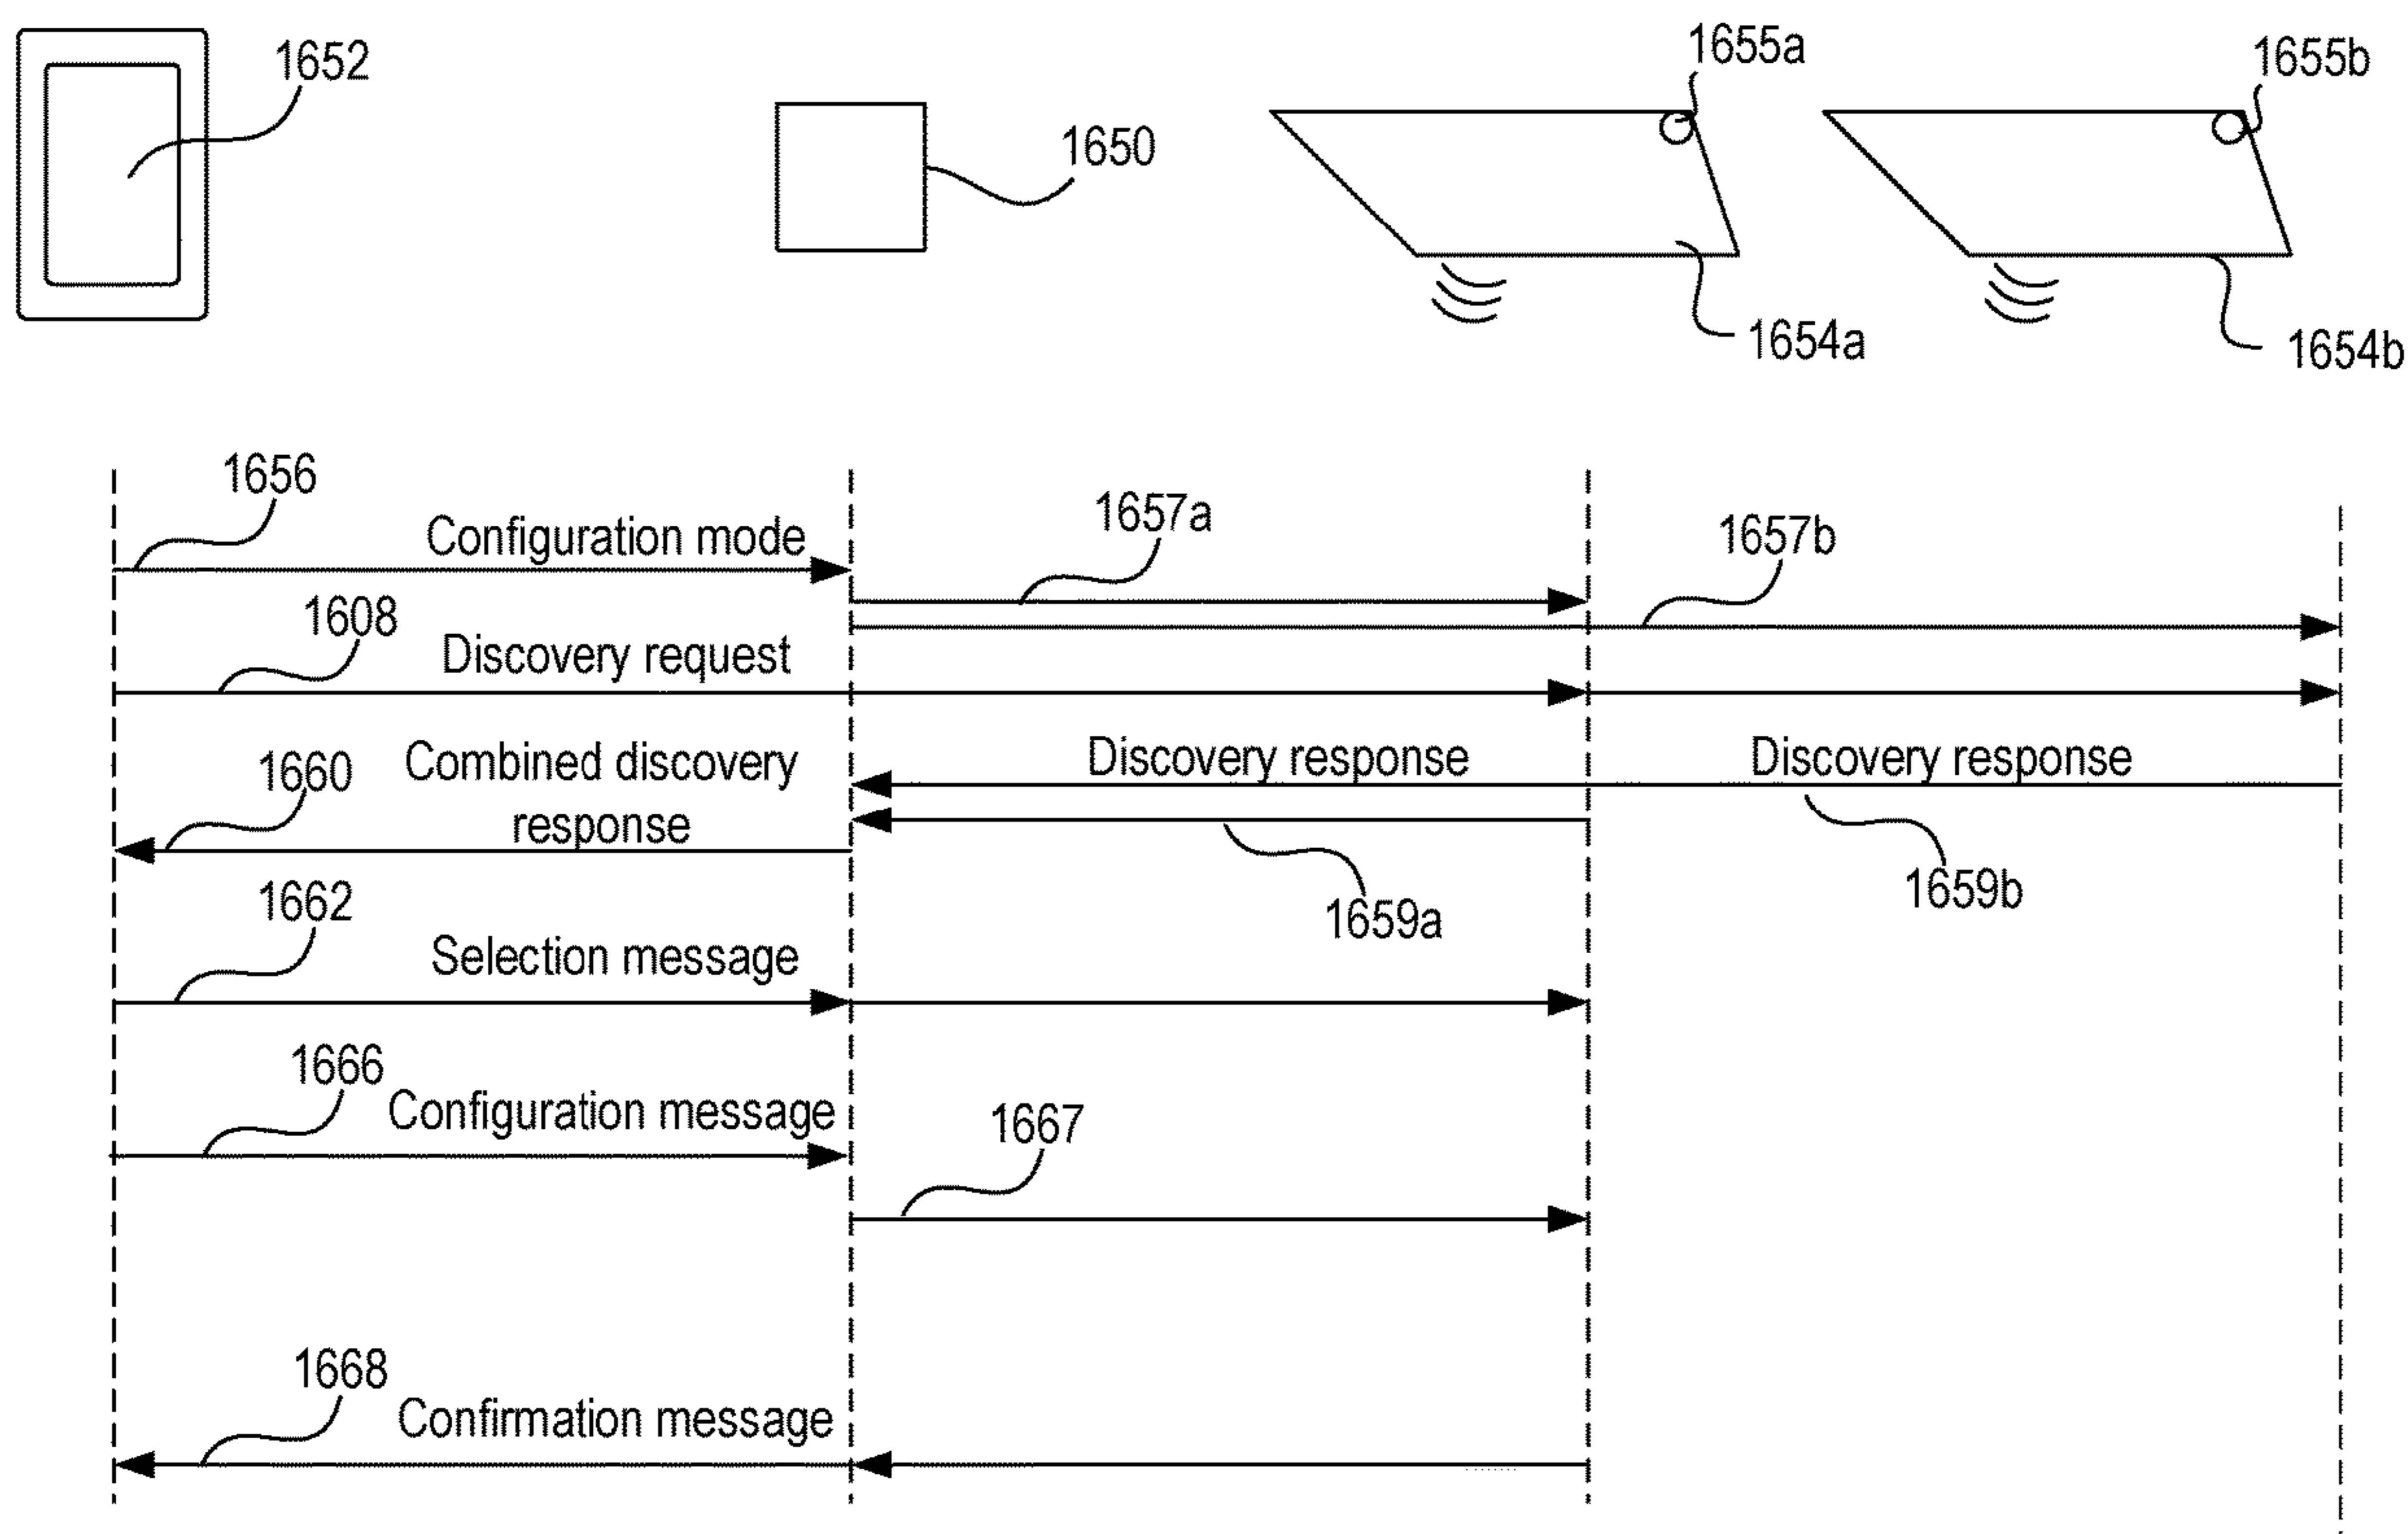 1652
1650
1655a
1655b
1654a
1654b
1656
Configuration mode
1657a
1657b
1608
Discovery request
1660
Combined discovery
response
Discovery response
Discovery response
1659a
1659b
1662
Selection message
1666
Configuration message
1667
1668
Confirmation message